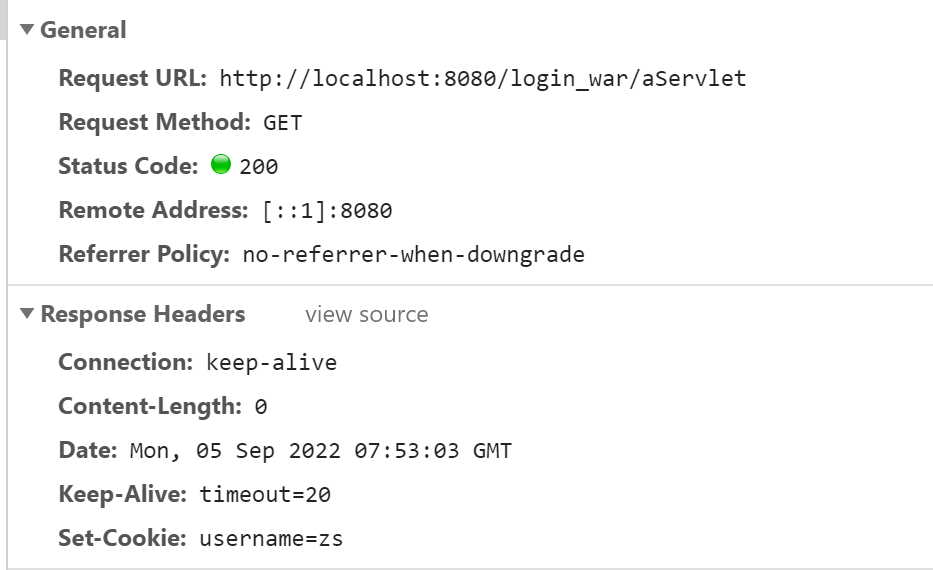 General
Request URL: http://localhost:8080/login_war/aServlet
Request Method: GET
Status Code: 200
Remote Address: [::1]:8080
Referrer Policy: no-referrer-when-downgrade
Response Headers view source
Connection: keep-alive
Content-Length: 0
Date: Mon, 05 Sep 2022 07:53:03 GMT
Keep-Alive: timeout=20
Set-Cookie: username=zs